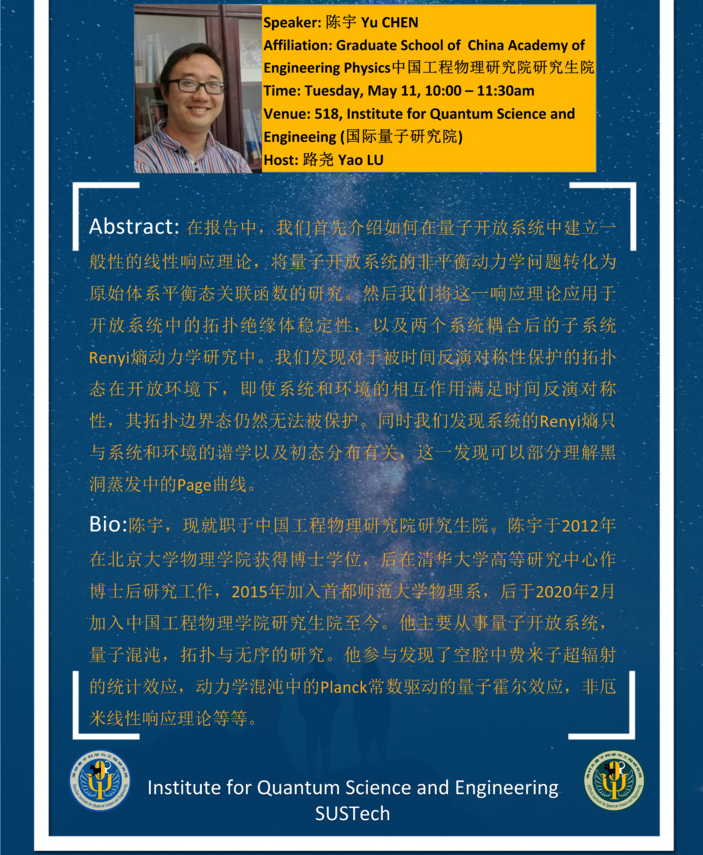 Speaker: 陈宇 Yu CHEN
Affiliation: Graduate School of China Academy of
Engineering Physics中国工程物理研究院研究生院
Time: Tuesday, May 11, 10:00 – 11:30am
Venue: 518, Institute for Quantum Science and
Engineeing (国际量子研究院)
Host: 路尧 Yao LU
Abstract: 在报告中，我们首先介绍如何在量子开放系统中建立一
般性的线性响应理论，将量子开放系统的非平衡动力学问题转化为
原始体系平衡态关联函数的研究。然后我们将这一响应理论应用于
开放系统中的拓扑绝缘体稳定性，以及两个系统耦合后的子系统
Renyi熵动力学研究中。我们发现对于被时间反演对称性保护的拓扑
态在开放环境下，即使系统和环境的相互作用满足时间反演对称
性，其拓扑边界态仍然无法被保护。同时我们发现系统的Renyi熵只
与系统和环境的谱学以及初态分布有关，这一发现可以部分理解黑
洞蒸发中的Page曲线。
Bio:陈宇，现就职于中国工程物理研究院研究生院。陈宇于2012年
在北京大学物理学院获得博士学位，后在清华大学高等研究中心作
博士后研究工作，2015年加入首都师范大学物理系，后于2020年2月
加入中国工程物理学院研究生院至今。他主要从事量子开放系统，
量子混沌，拓扑与无序的研究。他参与发现了空腔中费米子超辐射
的统计效应，动力学混沌中的Planck常数驱动的量子霍尔效应，非厄
米线性响应理论等等。
Institute for Quantum Science and Engineering
SUSTech